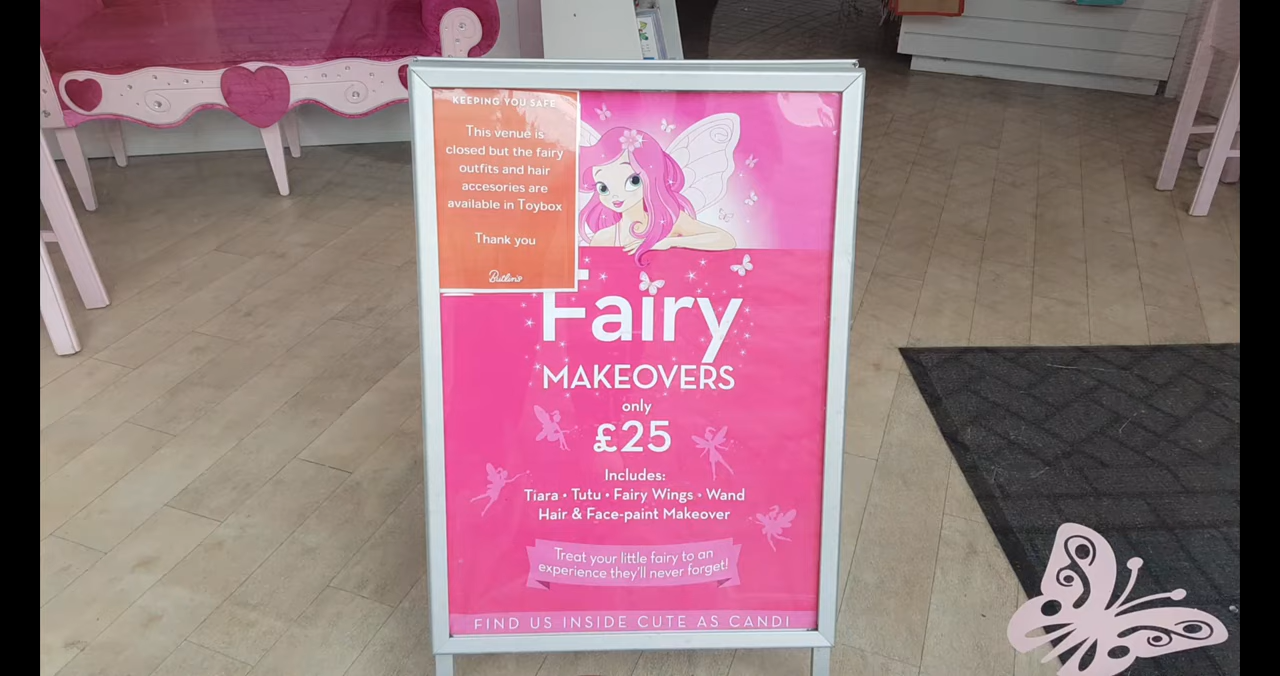 KEEPING YOU SAFE
This venue is
closed but the fairy
outfits and hair
accesories are
available in Toybox
Thank you
Butlin's
Fairy
MAKEOVERS
only
£25
Includes:
Tiara • Tutu • Fairy Wings • Wand
Hair & Face-paint Makeover
Treat your little fairy to an
experience they'll never forget!
FIND US INSIDE CUTE AS CANDI